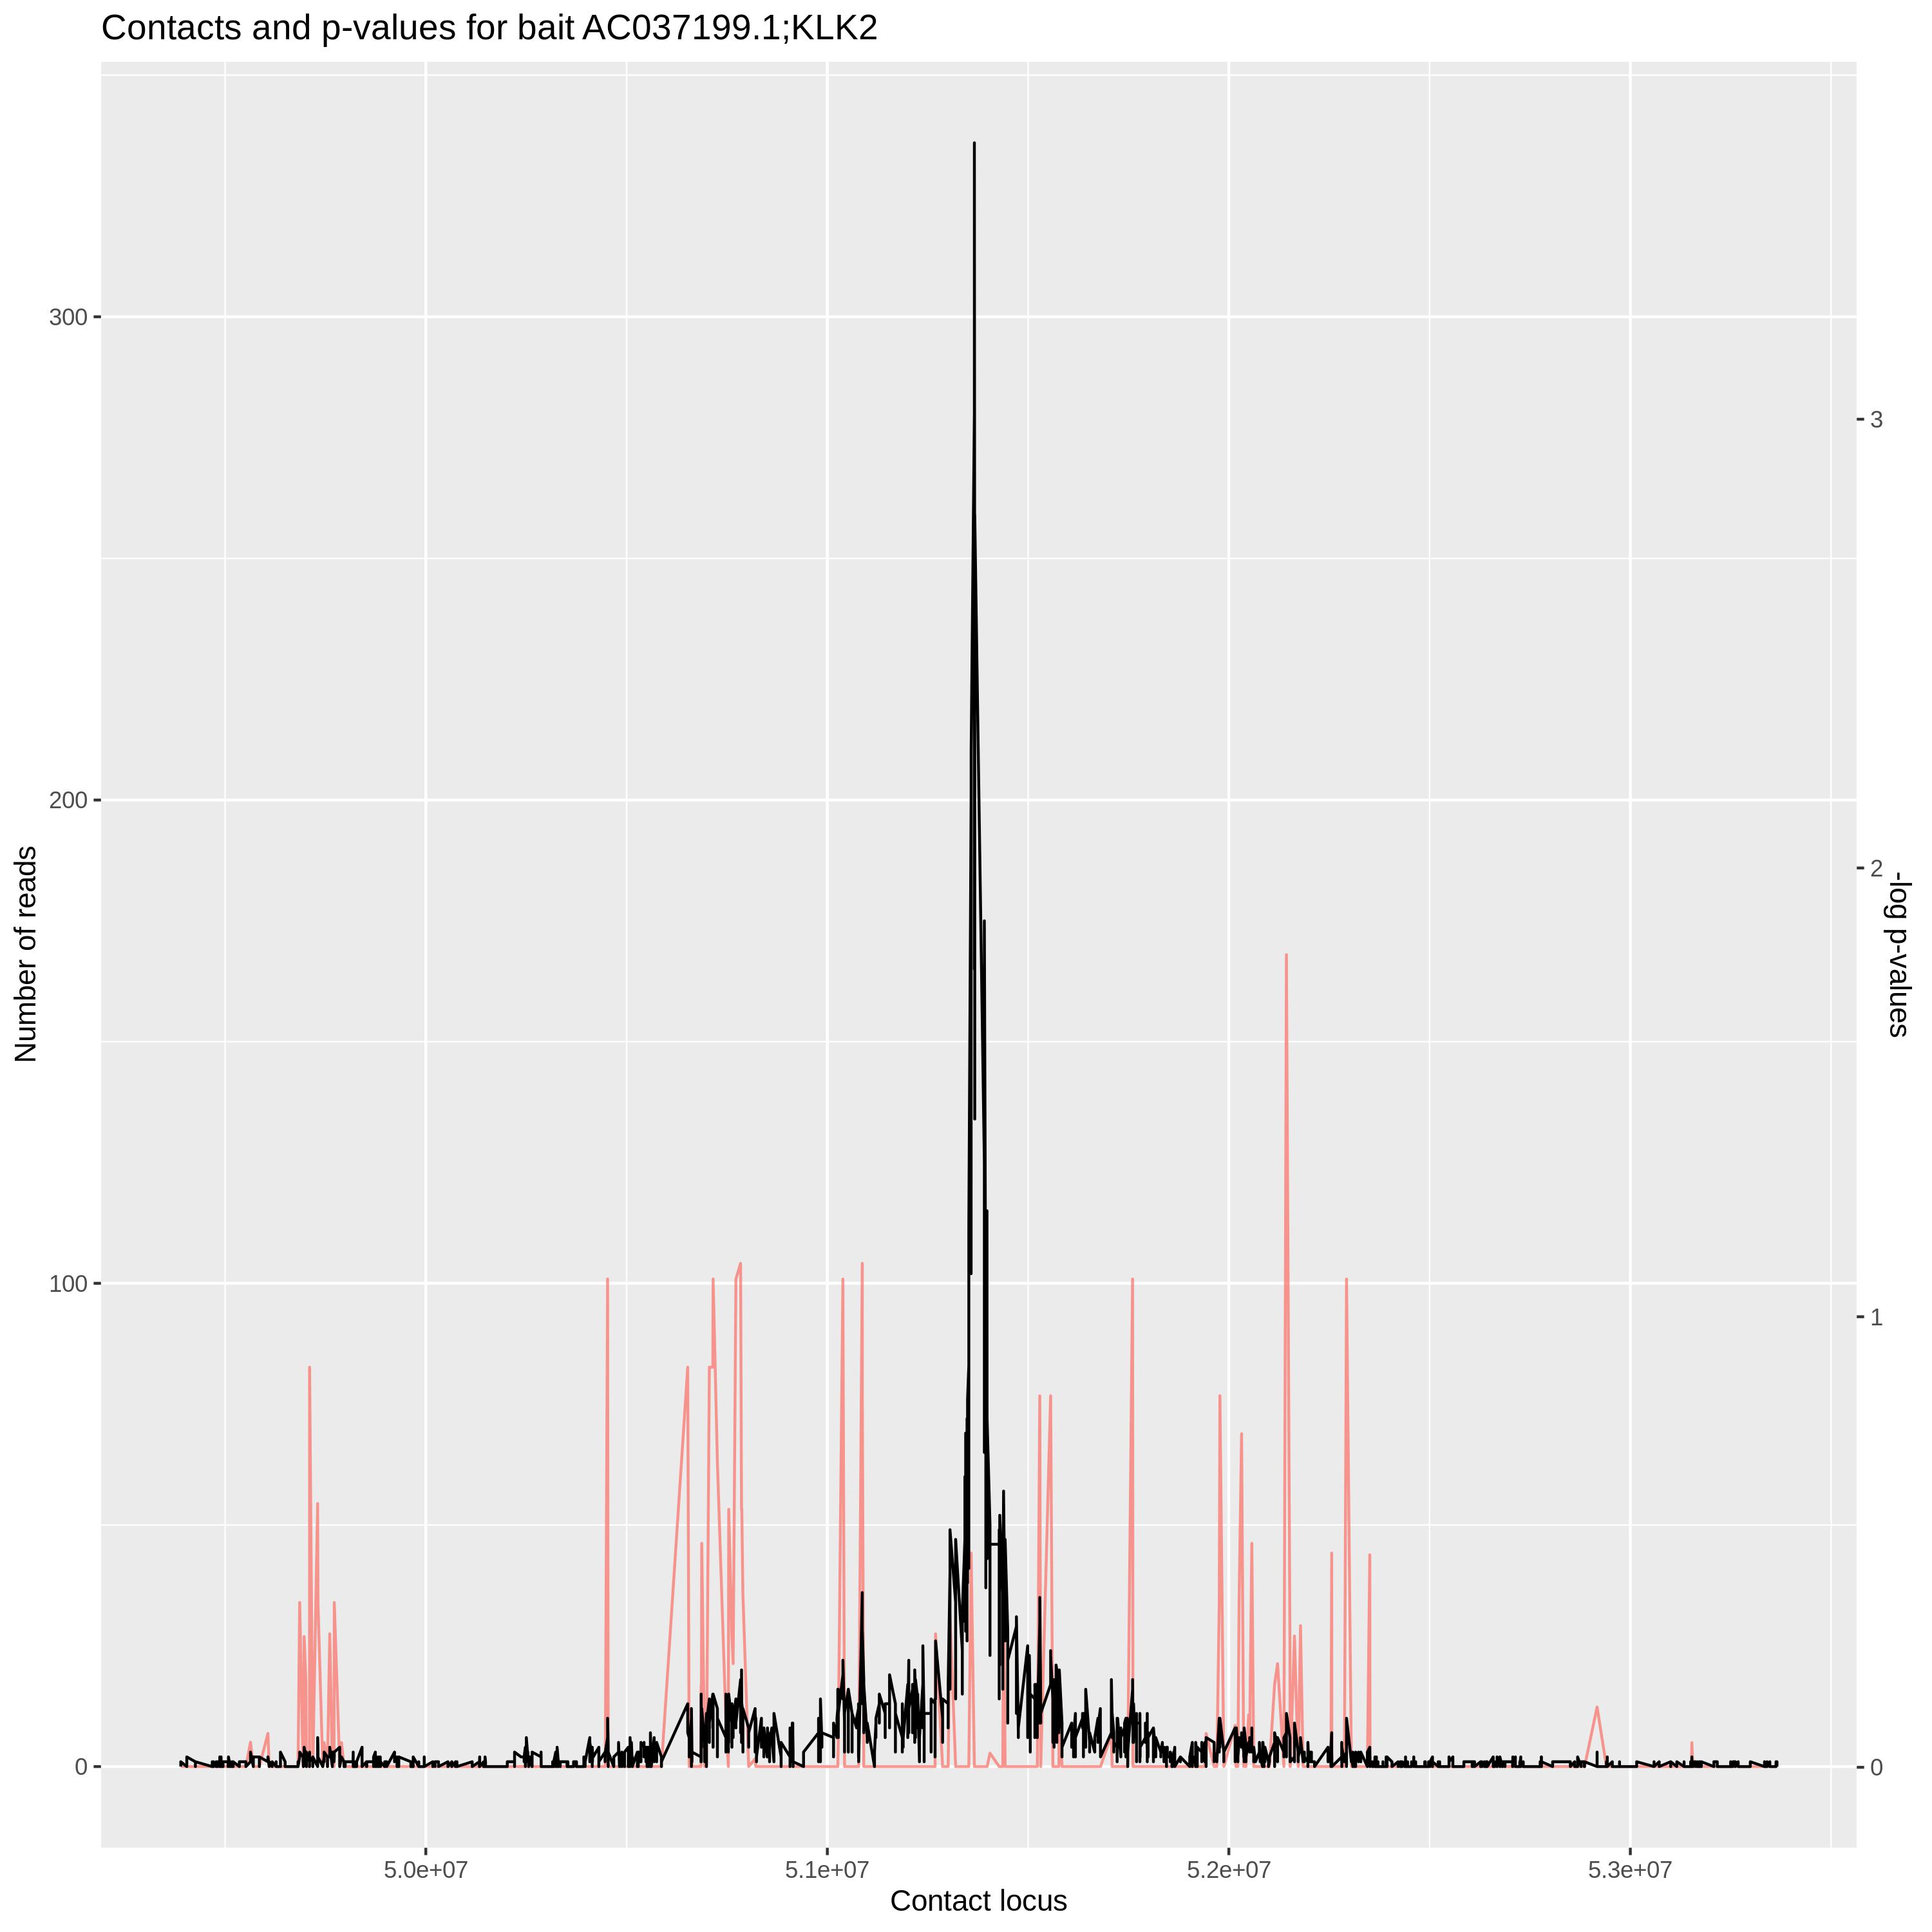 Contacts and p-values for bait AC037199.1;KLK2
300
200
100
0
Number of reads
3
2
1
0
-log p-values
5.0e+07
5.1e+07
5.2e+07
5.3e+07
Contact locus